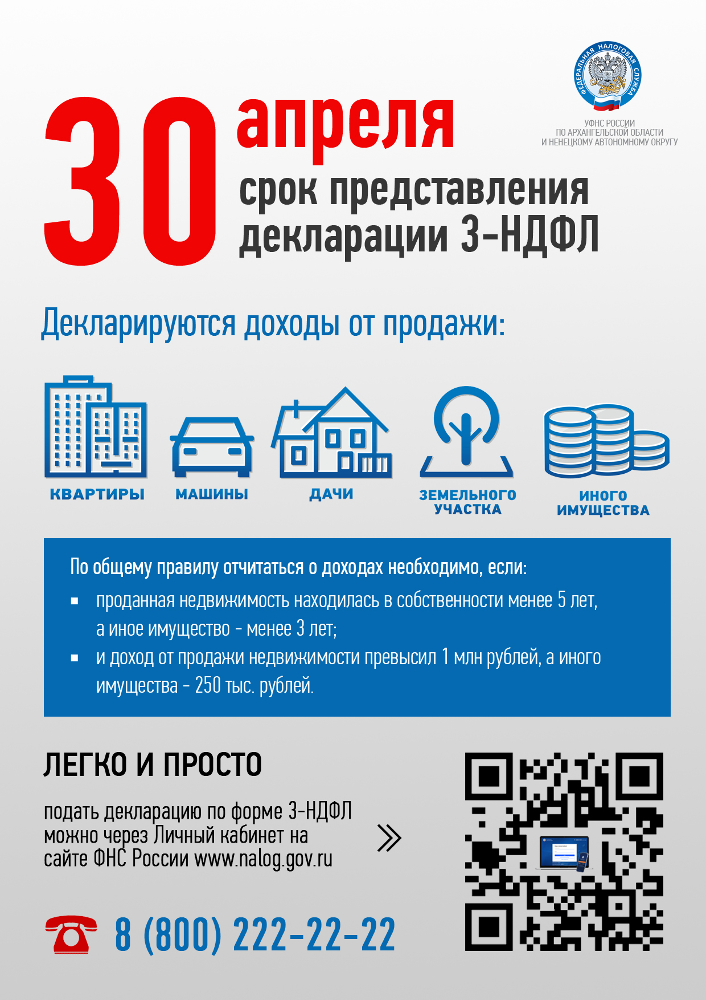 ФЕДЕРАЛЬНАЯ НАЛОГОВАЯ СЛУЖБА
УФНС РОССИИ
ПО АРХАНГЕЛЬСКОЙ ОБЛАСТИ
И НЕНЕЦКОМУ АВТОНОМНОМУ ОКРУГУ
30 апреля
срок представления
декларации 3-НДФЛ
Декларируются доходы от продажи:
КВАРТИРЫ
МАШИНЫ
ДАЧИ
ЗЕМЕЛЬНОГО
УЧАСТКА
ИНОГО
ИМУЩЕСТВА
По общему правилу отчитаться о доходах необходимо, если:
▪ проданная недвижимость находилась в собственности менее 5 лет,
а иное имущество - менее 3 лет;
▪ и доход от продажи недвижимости превысил 1 млн рублей, а иного
имущества - 250 тыс. рублей.
ЛЕГКО И ПРОСТО
подать декларацию по форме 3-НДФЛ
можно через Личный кабинет на
сайте ФНС России www.nalog.gov.ru
8 (800) 222-22-22